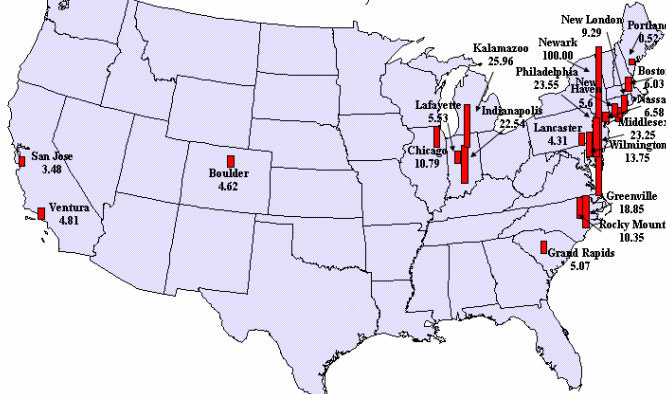 New London
9.29
Portland
0.52
Newark
100.00
Kalamazoo
25.96
Philadelphia
23.55
New
Haven
5.6
Boston
Nassa
6.58
Lafayette
5.53
Indianapolis
22.54
Middlesex
23.25
Lancaster
4.31
Wilmington
13.75
Chicago
10.79
San Jose
3.48
Boulder
4.62
Ventura
4.81
Greenville
18.85
Rocky Mount
10.35
Grand Rapids
5.07